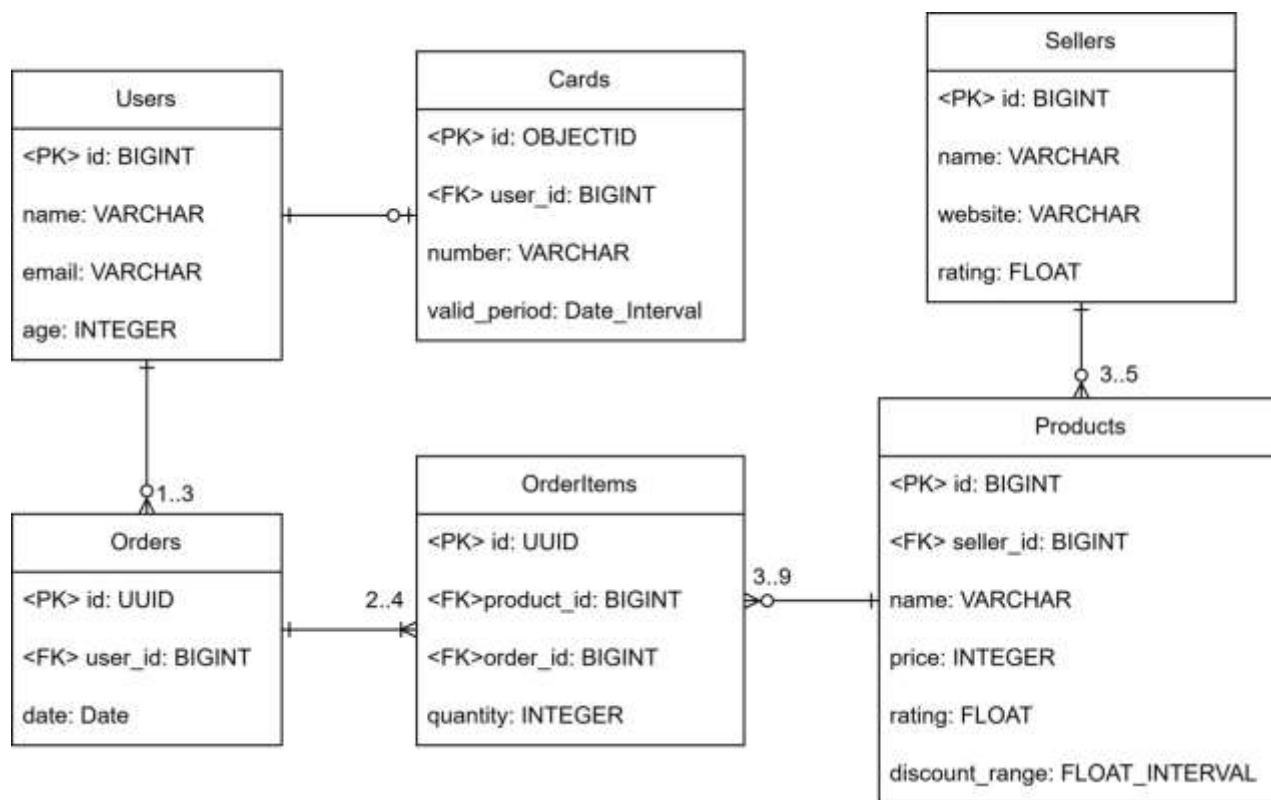 Users
<PK> id: BIGINT
name: VARCHAR
email: VARCHAR
age: INTEGER
Cards
<PK> id: OBJECTID
<FK> user_id: BIGINT
number: VARCHAR
valid_period: Date_Interval
Sellers
<PK> id: BIGINT
name: VARCHAR
website: VARCHAR
rating: FLOAT
3..5
1..3
Orders
<PK> id: UUID
<FK> user_id: BIGINT
date: Date
2..4
OrderItems
<PK> id: UUID
<FK>product_id: BIGINT
<FK>order_id: BIGINT
quantity: INTEGER
3..9
Products
<PK> id: BIGINT
<FK> seller_id: BIGINT
name: VARCHAR
price: INTEGER
rating: FLOAT
discount_range: FLOAT_INTERVAL